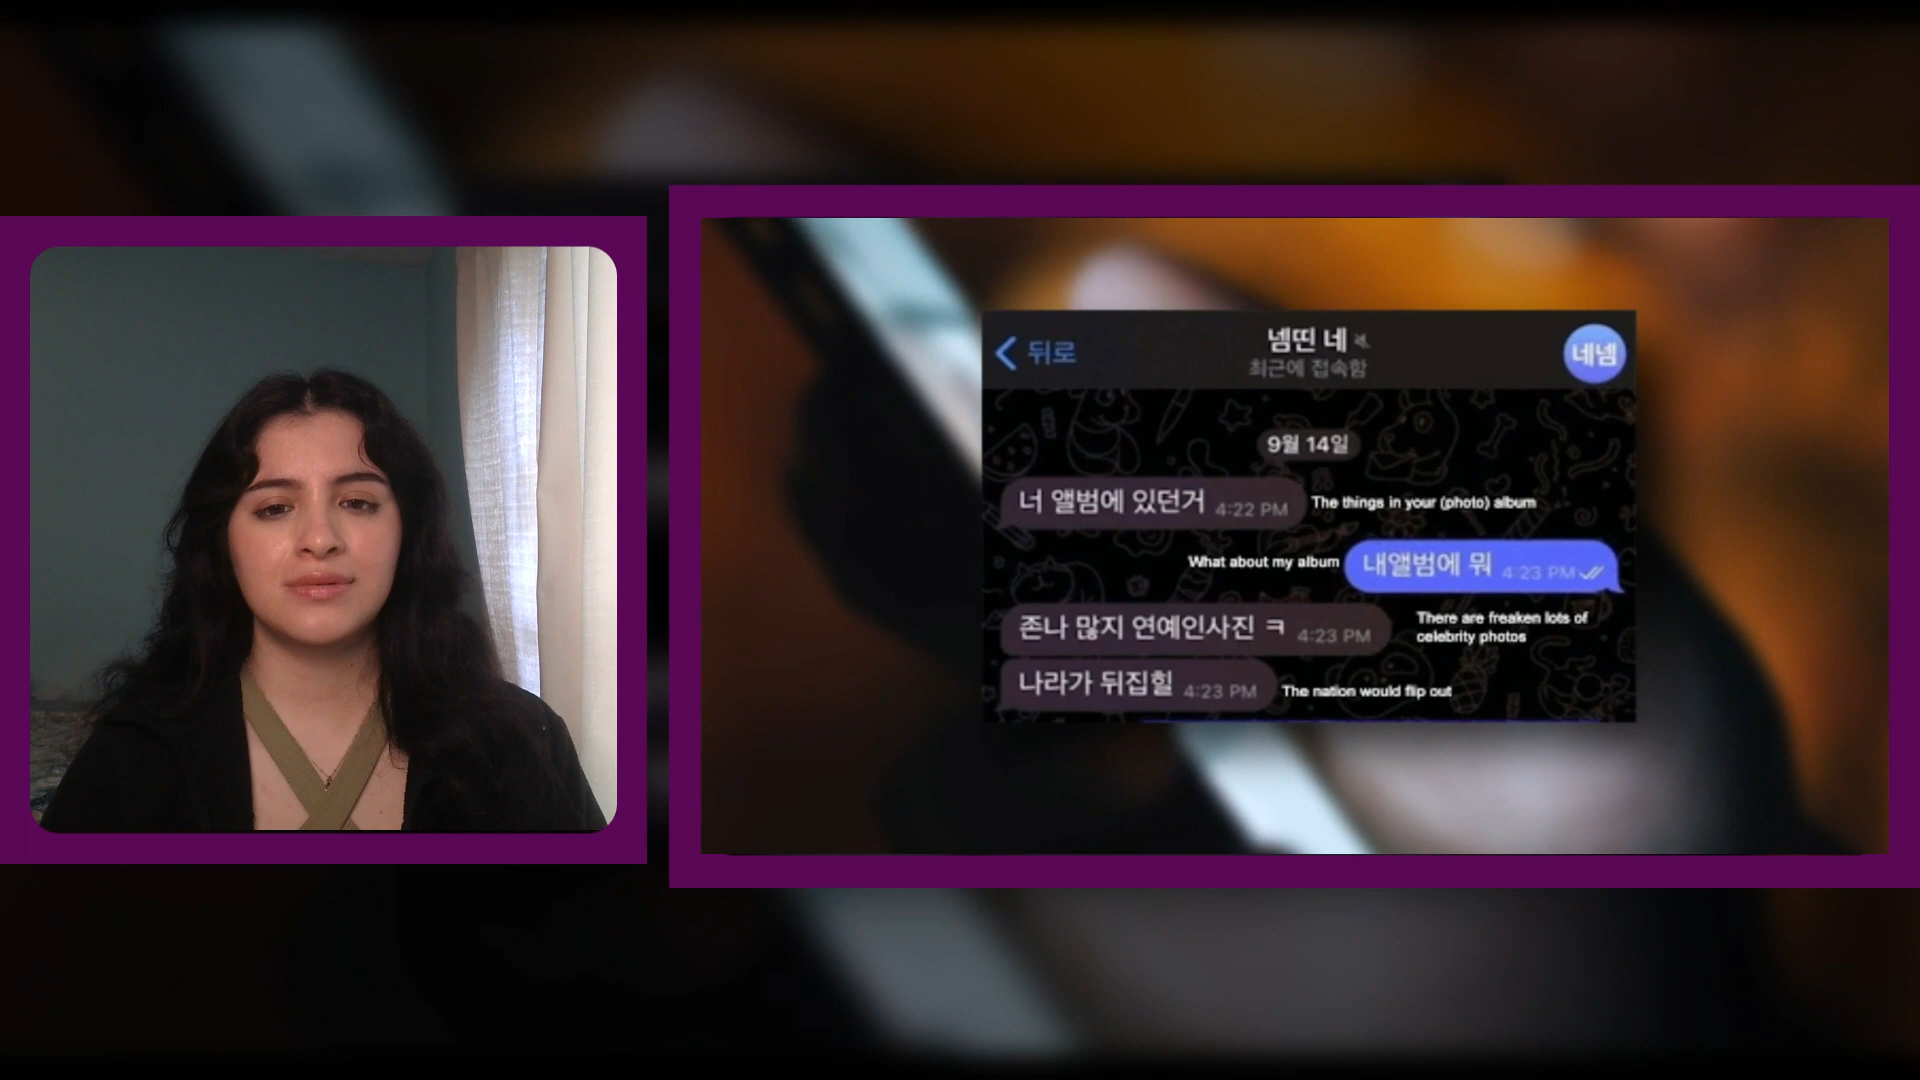 뒤로
넴띤 네
최근에 접속함
네넴
9월 14일
너 앨범에 있던거 4:22 PM
The things in your (photo) album
What about my album
내앨범에 뭐 4:23 PM
존나 많지 연예인사진 ㅋ 4:23 PM
There are freaken lots of
celebrity photos
나라가 뒤집힐 4:23 PM
The nation would flip out